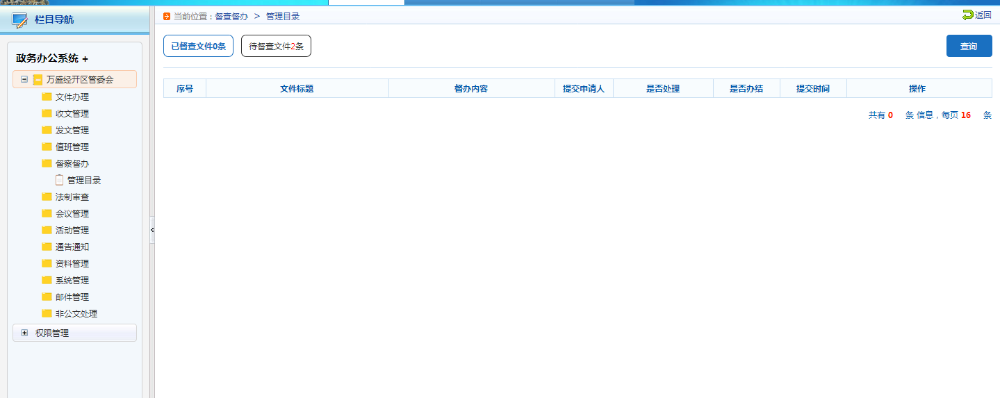 栏目导航
政务办公系统 +
万盛经开区管委会
文件办理
收文管理
发文管理
值班管理
督察督办
管理目录
法制审查
会议管理
活动管理
通告通知
资料管理
系统管理
邮件管理
非公文处理
权限管理
当前位置：督查督办 > 管理目录
返回
已督查文件0条 待督查文件2条
查询
序号 文件标题 督办内容 提交申请人 是否处理 是否办结 提交时间 操作
共有 0 条 信息，每页 16 条